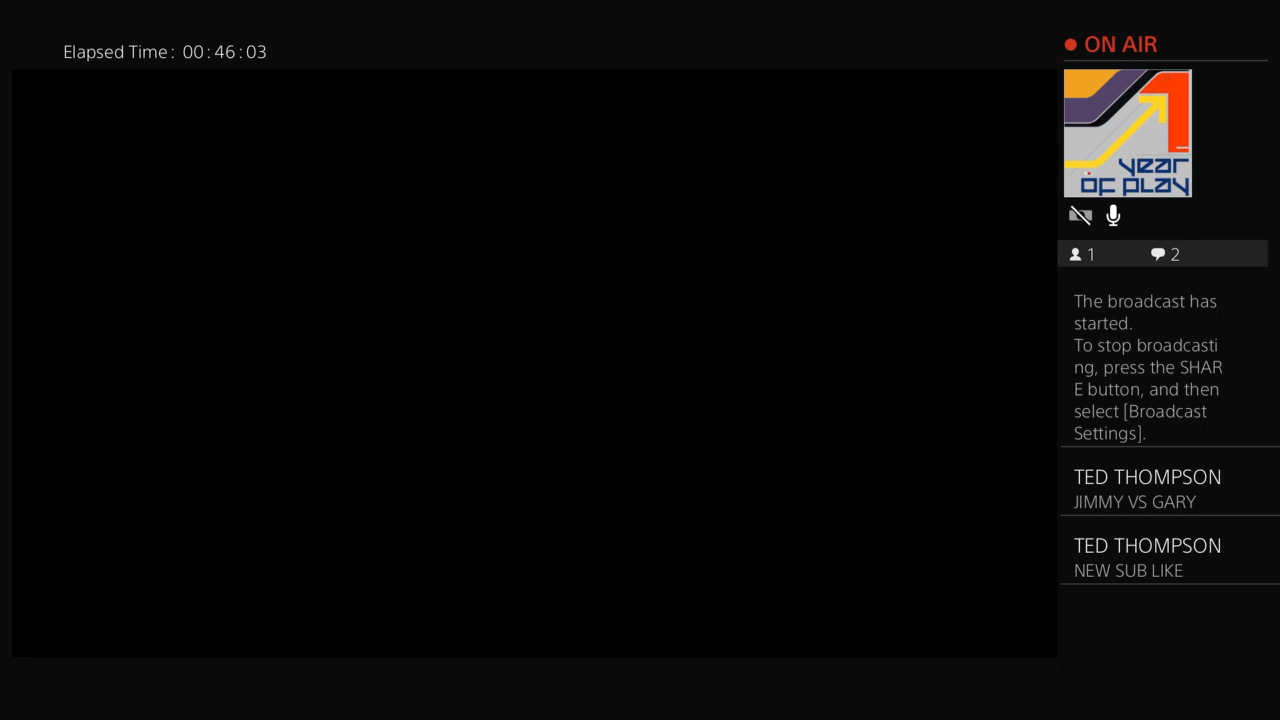 Elapsed Time: 00:46:03
ON AIR
year
of play
1
2
The broadcast has
started.
To stop broadcasti
ng, press the SHAR
E button, and then
select [Broadcast
Settings].
TED THOMPSON
JIMMY VS GARY
TED THOMPSON
NEW SUB LIKE